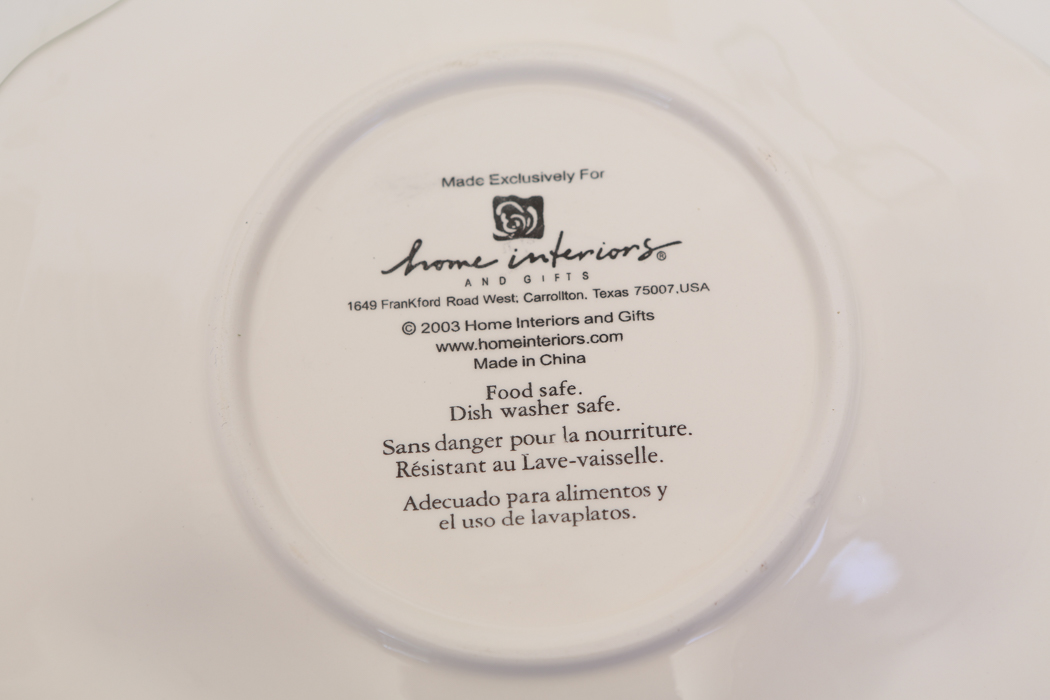 Made Exclusively For
home interiors®
AND GIFTS
1649 FranKford Road West; Carrollton. Texas 75007,USA
© 2003 Home Interiors and Gifts
www.homeinteriors.com
Made in China
Food safe.
Dish washer safe.
Sans danger pour la nourriture.
Résistant au Lave-vaisselle.
Adecuado para alimentos y
el uso de lavaplatos.